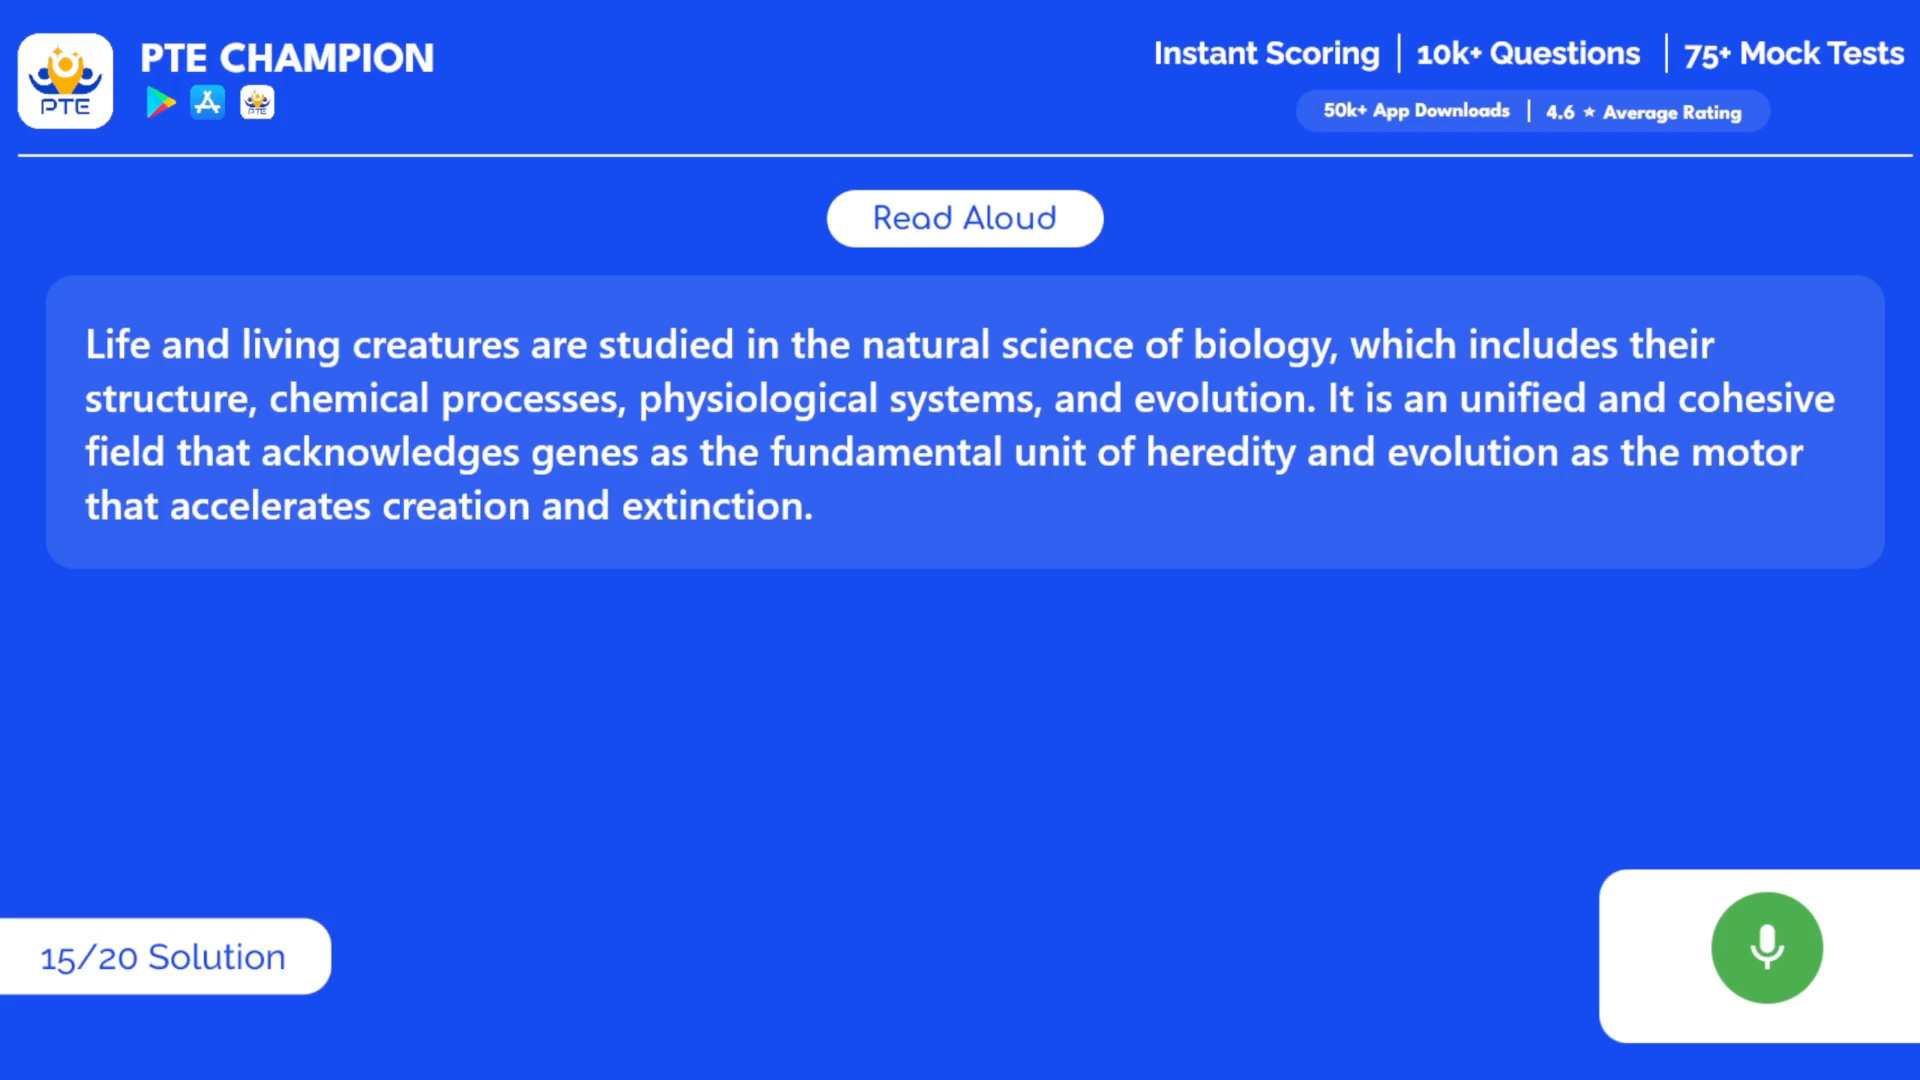 PTE CHAMPION
PTE
PTE
Instant Scoring | 10k+ Questions | 75+ Mock Tests
50k+ App Downloads | 4.6 ★ Average Rating
Read Aloud
Life and living creatures are studied in the natural science of biology, which includes their
structure, chemical processes, physiological systems, and evolution. It is an unified and cohesive
field that acknowledges genes as the fundamental unit of heredity and evolution as the motor
that accelerates creation and extinction.
15/20 Solution